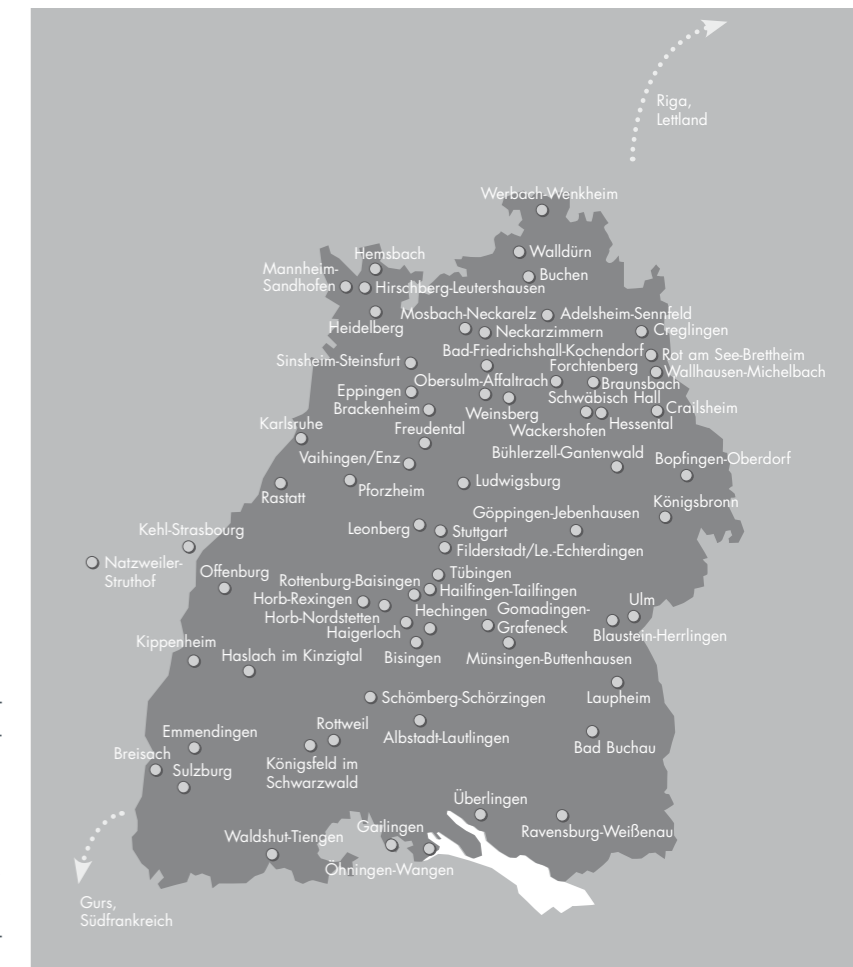 Riga,
Lettland
Werbach-Wenkheim
Walldürn
Hemsbach
Buchen
Mannheim-
Sandhofen
Hirschberg-Leutershausen
Mosbach-Neckarelz
Adelsheim-Sennfeld
Heidelberg
Neckarzimmern
Creglingen
Bad-Friedrichshall-Kochendorf
Rot am See-Brettheim
Sinsheim-Steinsfurt
Forchtenberg
Wallhausen-Michelbach
Obersulm-Affaltrach
Braunsbach
Eppingen
Schwäbisch Hall
Brackenheim
Weinsberg
Crailsheim
Karlsruhe
Freudental
Wackershofen
Hessental
Bühlerzell-Gantenwald
Vaihingen/Enz
Bopfingen-Oberdorf
Rastatt
Pforzheim
Ludwigsburg
Königsbronn
Göppingen-Jebenhausen
Kehl-Strasbourg
Leonberg
Stuttgart
Filderstadt/Le.-Echterdingen
Natzweiler-
Struthof
Offenburg
Tübingen
Rottenburg-Baisingen
Hailfingen-Tailfingen
Horb-Rexingen
Hechingen
Gomadingen-
Grafeneck
Ulm
Horb-Nordstetten
Haigerloch
Blaustein-Herrlingen
Kippenheim
Haslach im Kinzigtal
Bisingen
Münsingen-Buttenhausen
Schömberg-Schörzingen
Laupheim
Emmendingen
Rottweil
Albstadt-Lautlingen
Bad Buchau
Breisach
Sulzburg
Königsfeld im
Schwarzwald
Überlingen
Waldshut-Tiengen
Gailingen
Ravensburg-Weißenau
Öhningen-Wangen
Gurs,
Südfrankreich